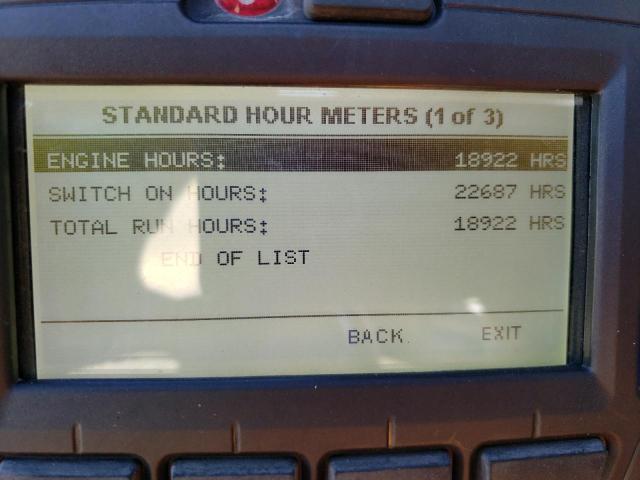 STANDARD HOUR METERS (1 of 3)
ENGINE HOURS: 18922 HRS
SWITCH ON HOURS: 22687 HRS
TOTAL RUN HOURS: 18922 HRS
END OF LIST
BACK EXIT